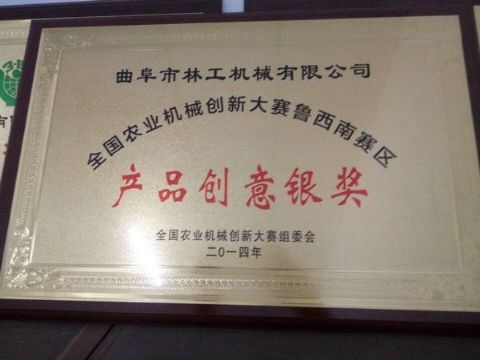 曲阜市林工机械有限公司
全国农业机械创新大赛鲁西南赛区
产品创意银奖
全国农业机械创新大赛组委会
二〇一四年